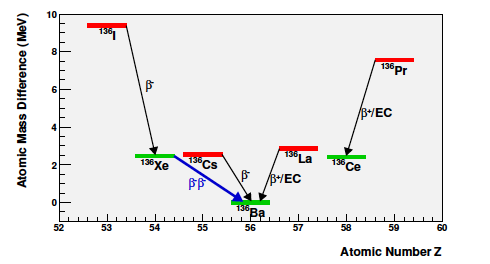 Atomic Mass Difference (MeV)
10
8
6
4
2
0
136I
β-
136Xe
136Cs
β-β-
β-
136Ba
136La
β+/EC
136Pr
β+/EC
136Ce
52 53 54 55 56 57 58 59 60
Atomic Number Z